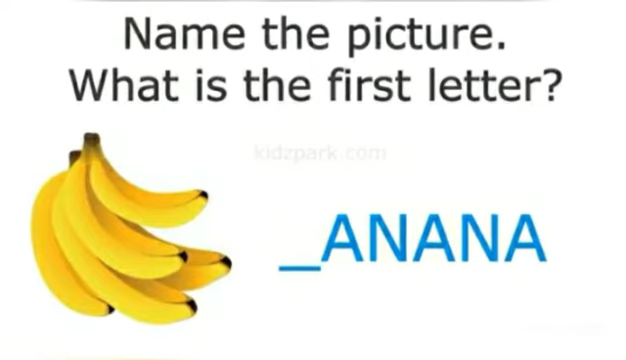 Name the picture.
What is the first letter?
kidzpark.com
_ANANA